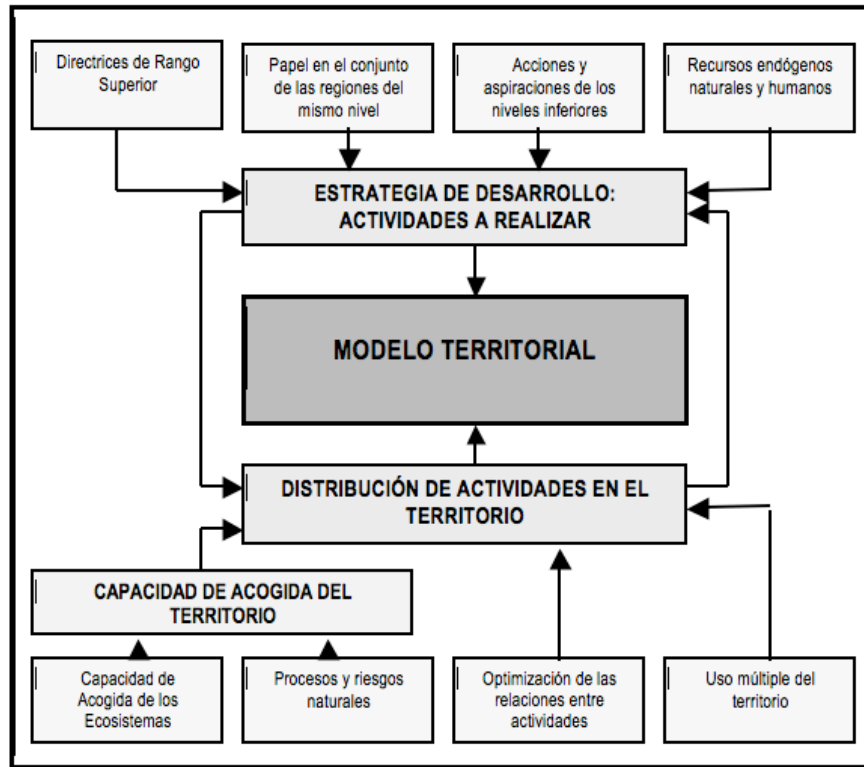 Directrices de Rango
Superior
Papel en el conjunto
de las regiones del
mismo nivel
Acciones y
aspiraciones de los
niveles inferiores
Recursos endógenos
naturales y humanos
ESTRATEGIA DE DESARROLLO:
ACTIVIDADES A REALIZAR
MODELO TERRITORIAL
DISTRIBUCIÓN DE ACTIVIDADES EN EL
TERRITORIO
CAPACIDAD DE ACOGIDA DEL
TERRITORIO
Capacidad de
Acogida de los
Ecosistemas
Procesos y riesgos
naturales
Optimización de las
relaciones entre
actividades
Uso múltiple del
territorio